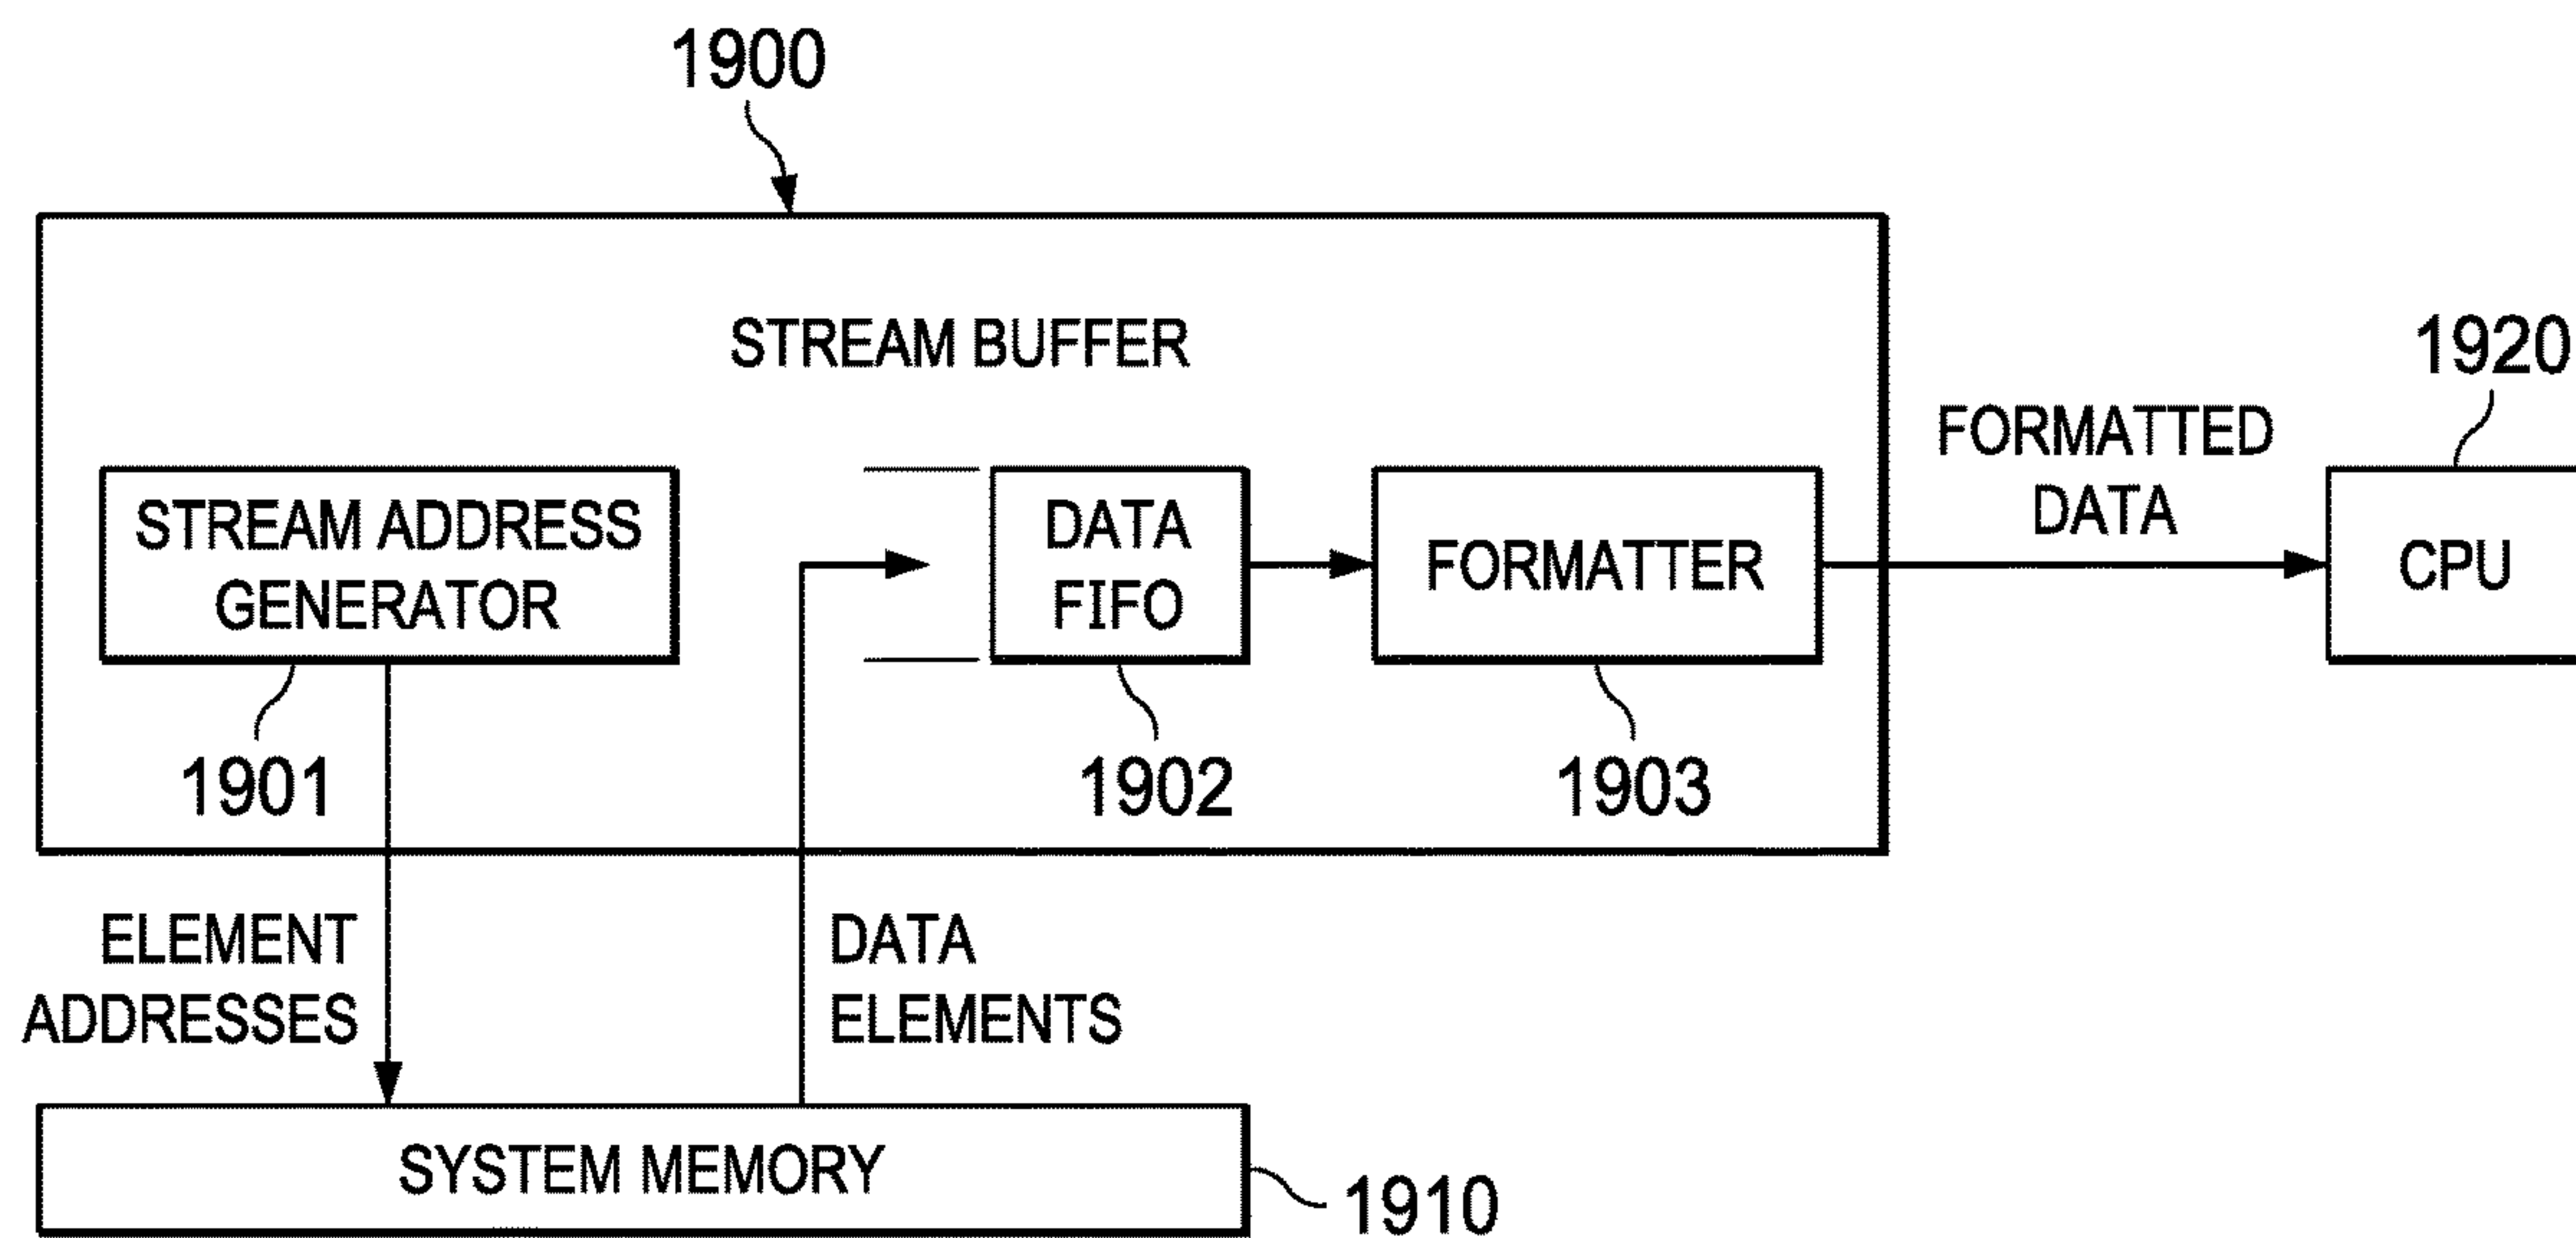 1900
STREAM BUFFER
1920
FORMATTED
DATA
STREAM ADDRESS
GENERATOR
DATA
FIFO
FORMATTER
CPU
1901
1902
1903
ELEMENT
ADDRESSES
DATA
ELEMENTS
SYSTEM MEMORY
1910